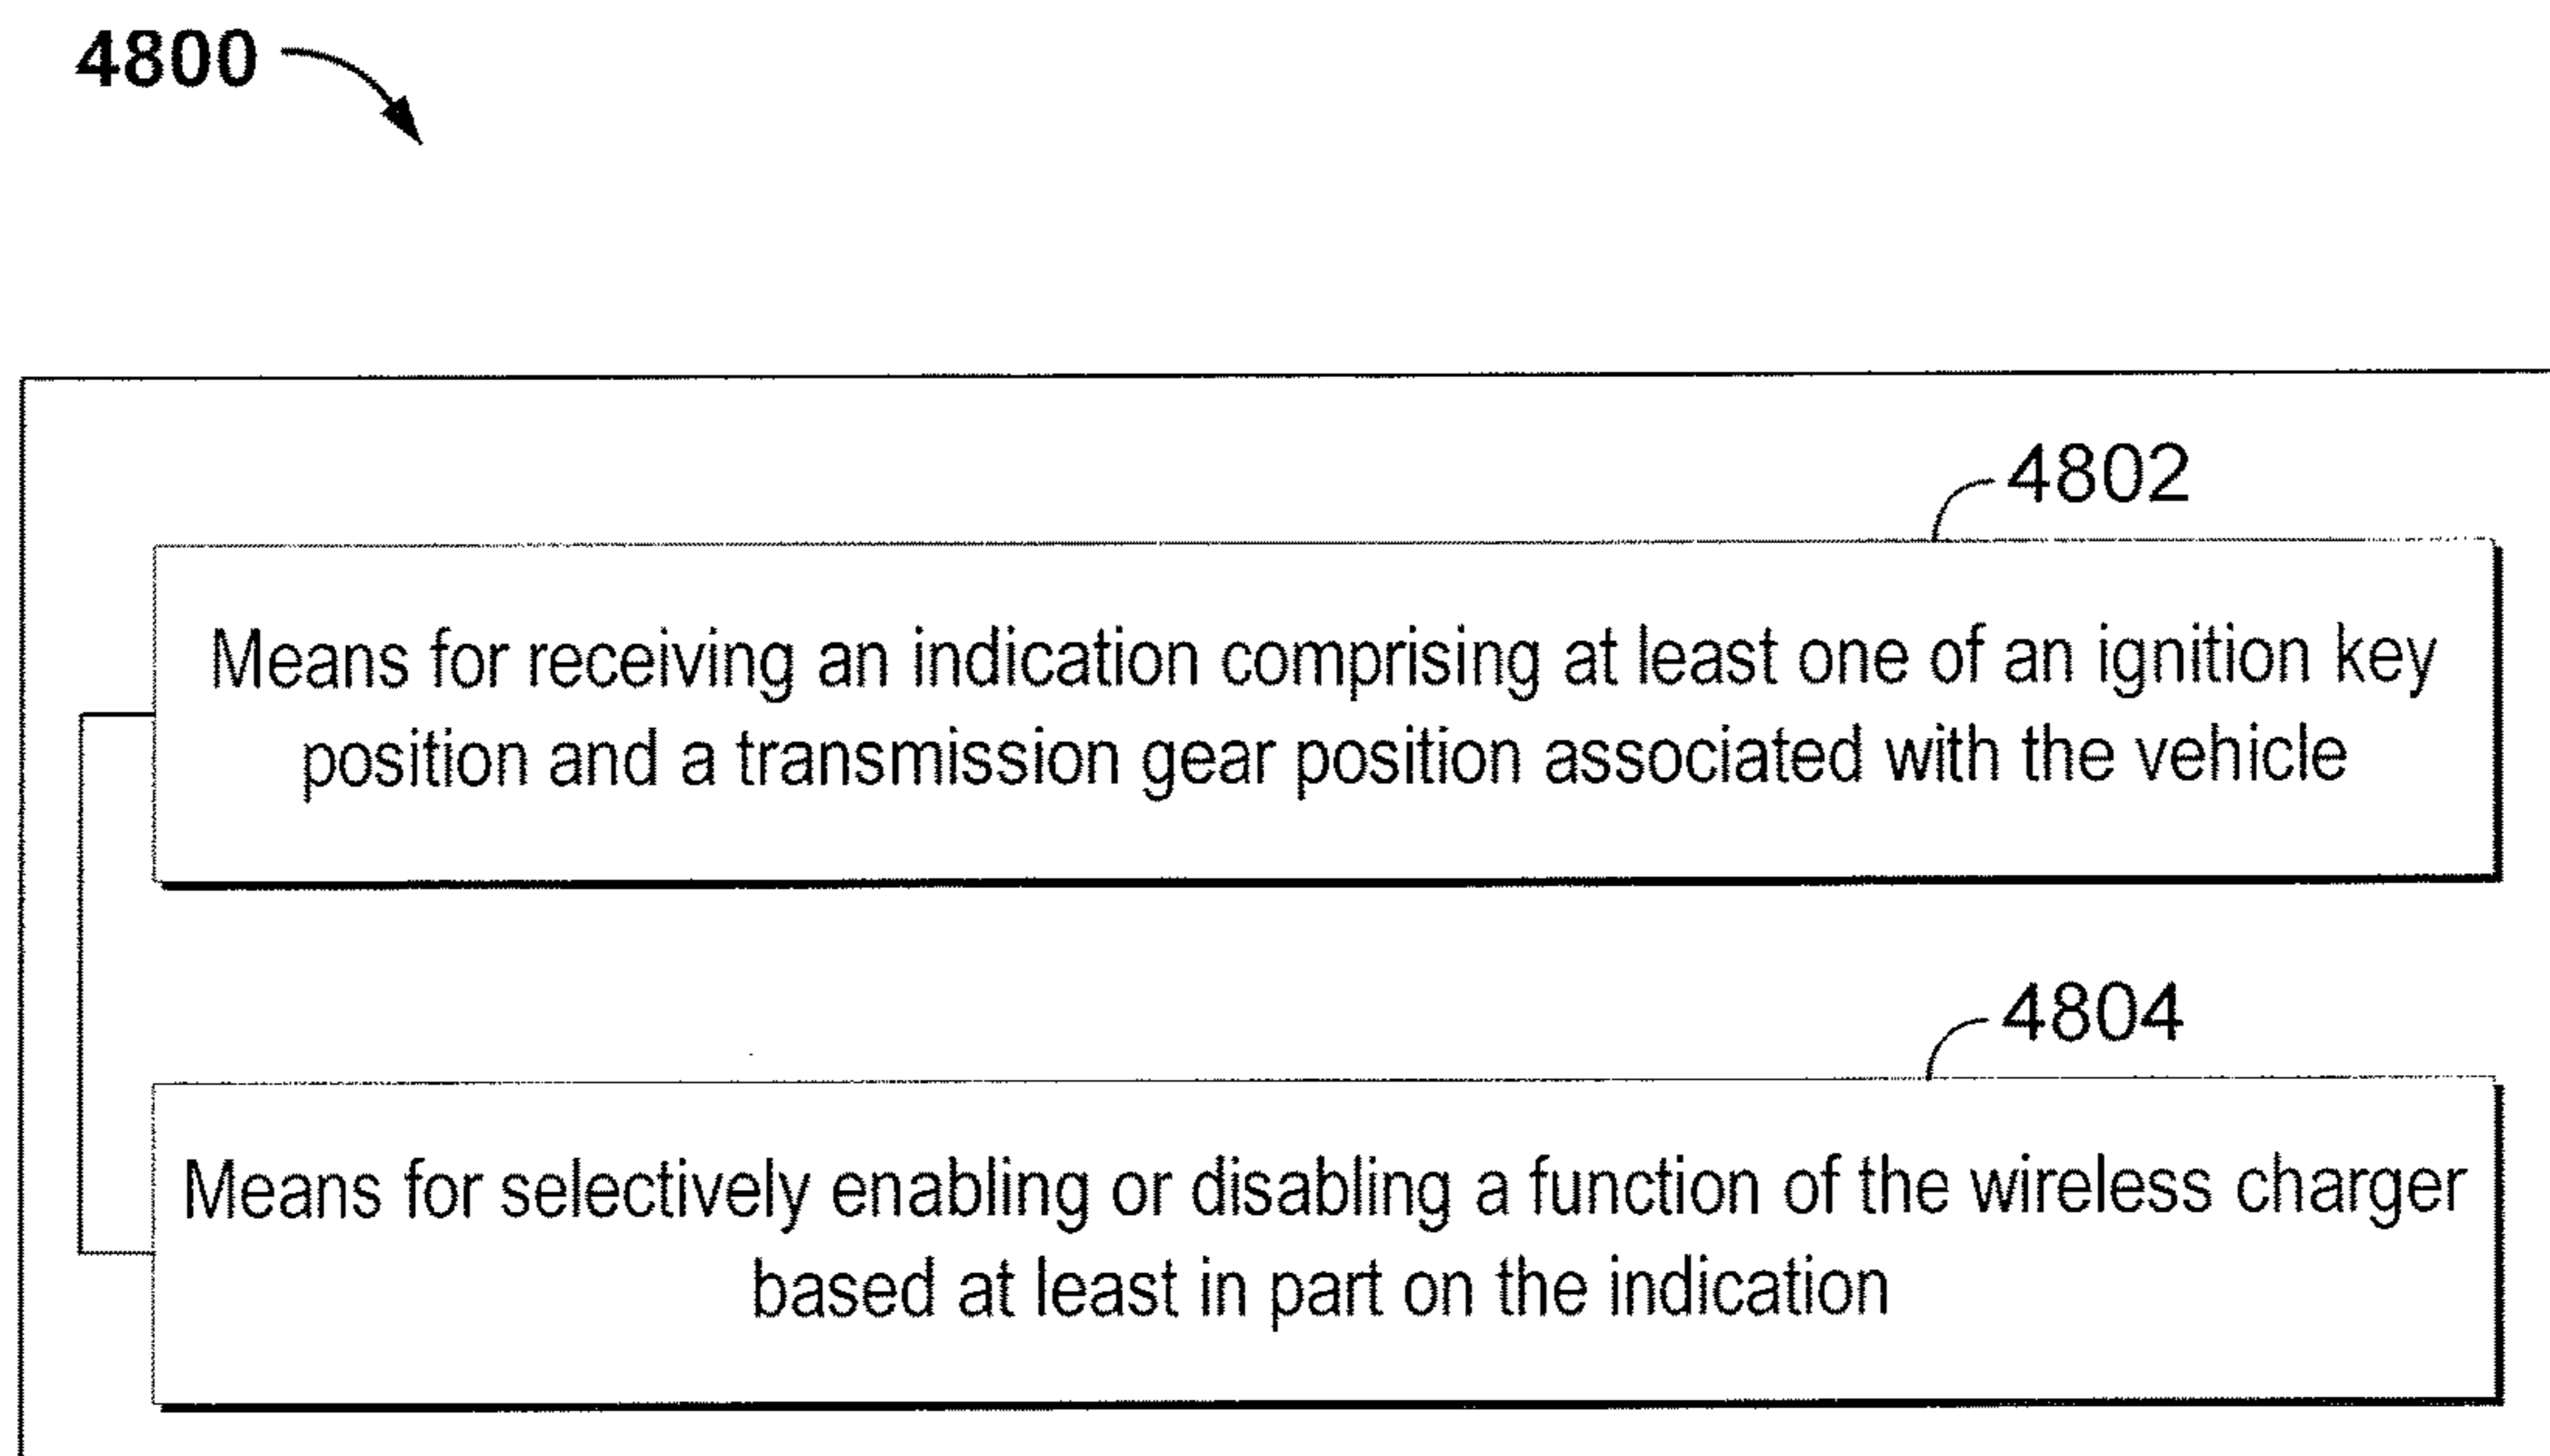 4800
4802
Means for receiving an indication comprising at least one of an ignition key
position and a transmission gear position associated with the vehicle
4804
Means for selectively enabling or disabling a function of the wireless charger
based at least in part on the indication